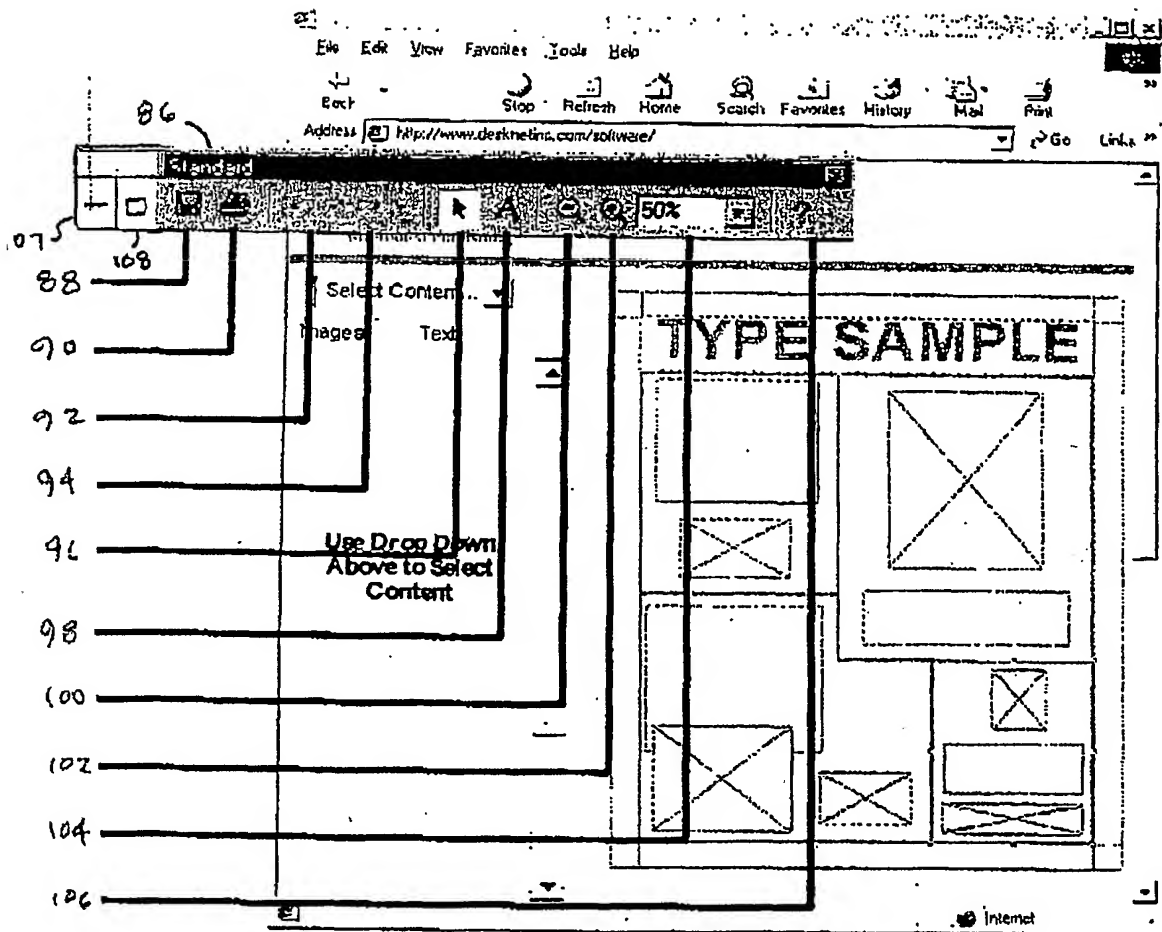 File Edit View Favorites Tools Help
Back Stop Refresh Home Search Favorites History Mail Print »
Address http://www.desknetinc.com/software/ Go Links »
86
Standard
50% ?
A
107
108
88
Select Content...
Images Text
TYPE SAMPLE
90
92
94
Use Drop Down
Above to Select
Content
96
98
100
102
104
106
Internet